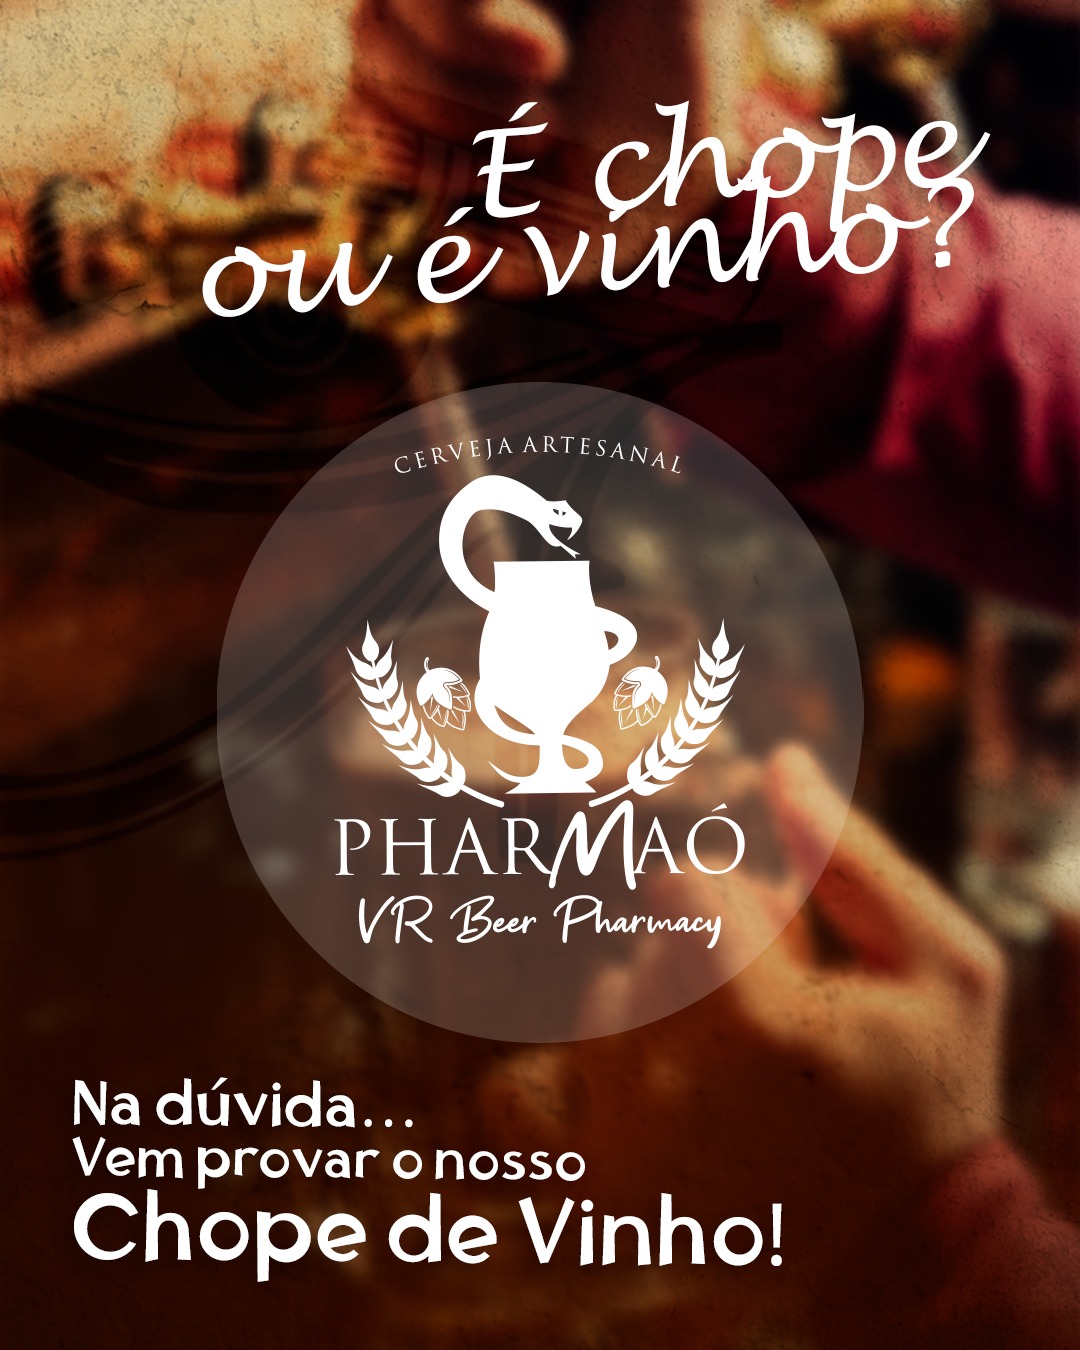 É chope
ou é vinho?
CERVEJA ARTESANAL
PHARMAÓ
VR Beer Pharmacy
Na dúvida...
Vem provar o nosso
Chope de Vinho!